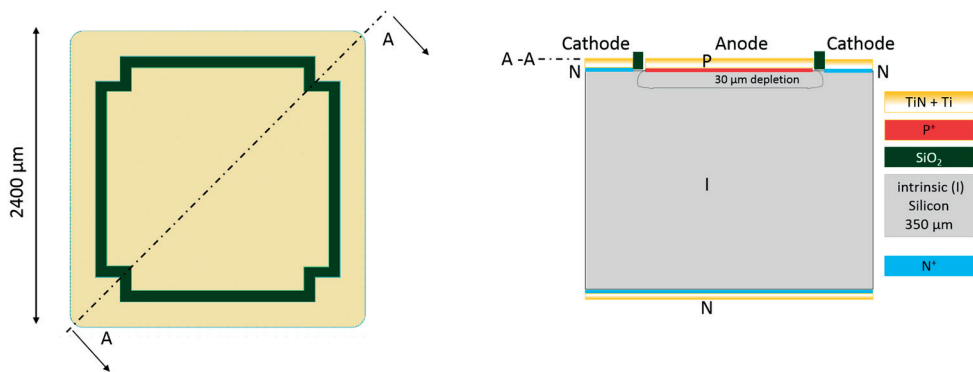 2400 µm
A
A
A -A
Cathode
Anode
Cathode
N
P
N
30 µm depletion
I
N
TiN + Ti
P⁺
SiO₂
intrinsic (I)
Silicon
350 µm
N⁺